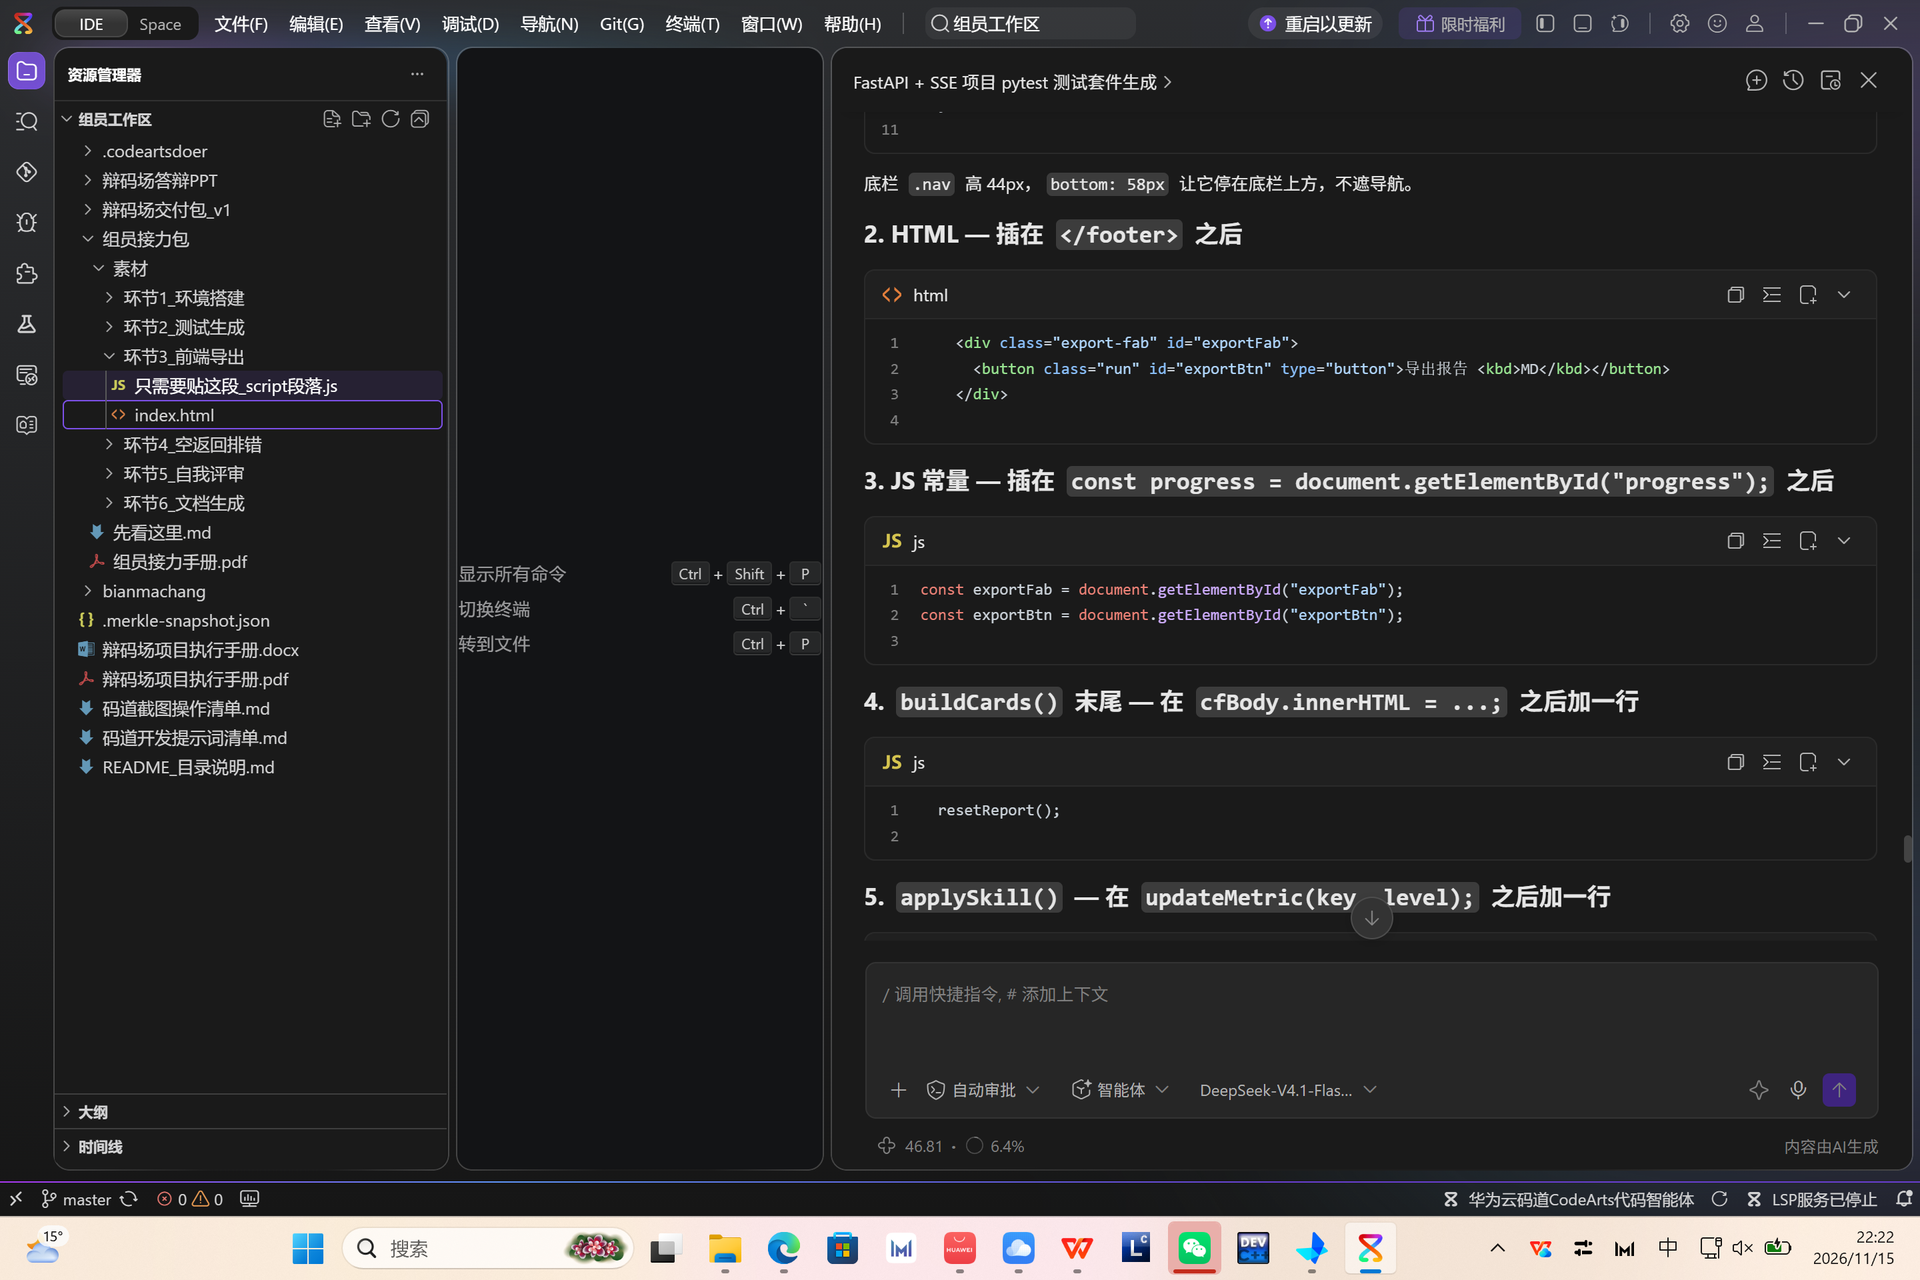 IDE Space 文件(F) 编辑(E) 查看(V) 调试(D) 导航(N) Git(G) 终端(T) 窗口(W) 帮助(H) 组员工作区 重启以更新 限时福利
资源管理器
组员工作区
.codeartsdoer
辩码场答辩PPT
辩码场交付包_v1
组员接力包
素材
环节1_环境搭建
环节2_测试生成
环节3_前端导出
JS 只需要贴这段_script段落.js
index.html
环节4_空返回排错
环节5_自我评审
环节6_文档生成
先看这里.md
组员接力手册.pdf
bianmachang
{} .merkle-snapshot.json
辩码场项目执行手册.docx
辩码场项目执行手册.pdf
码道截图操作清单.md
码道开发提示词清单.md
README_目录说明.md
大纲
时间线
显示所有命令 Ctrl + Shift + P
切换终端 Ctrl + `
转到文件 Ctrl + P
FastAPI + SSE 项目 pytest 测试套件生成
11
底栏 .nav 高 44px， bottom: 58px 让它停在底栏上方，不遮导航。
2. HTML — 插在 </footer> 之后
html
1 <div class="export-fab" id="exportFab">
2 <button class="run" id="exportBtn" type="button">导出报告 <kbd>MD</kbd></button>
3 </div>
4
3. JS 常量 — 插在 const progress = document.getElementById("progress"); 之后
JS js
1 const exportFab = document.getElementById("exportFab");
2 const exportBtn = document.getElementById("exportBtn");
3
4. buildCards() 末尾 — 在 cfBody.innerHTML = ...; 之后加一行
JS js
1 resetReport();
2
5. applySkill() — 在 updateMetric(key level); 之后加一行
/ 调用快捷指令, # 添加上下文
自动审批 智能体 DeepSeek-V4.1-Flas...
46.81 · 6.4% 内容由AI生成
master 0 0 华为云码道CodeArts代码智能体 LSP服务已停止
15° 搜索 HUAWEI DEV C++ 中 22:22
2026/11/15